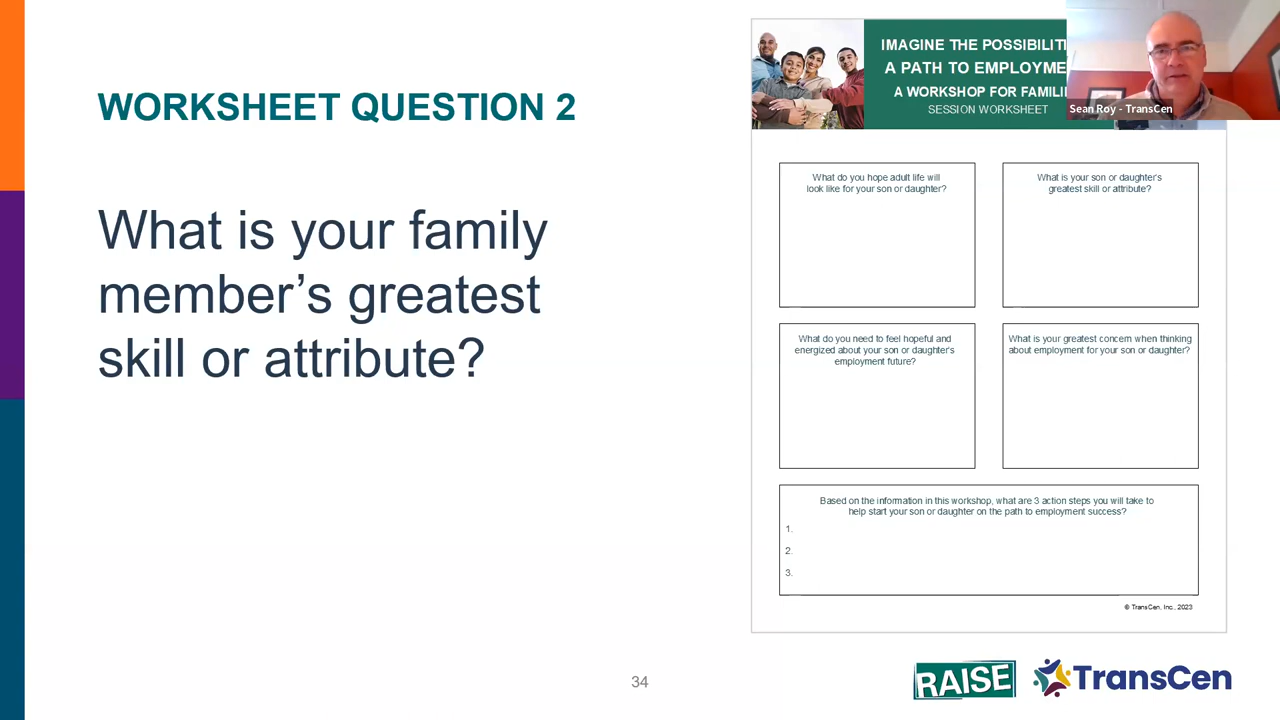 WORKSHEET QUESTION 2
What is your family
member’s greatest
skill or attribute?
IMAGINE THE POSSIBILITI
A PATH TO EMPLOYME
A WORKSHOP FOR FAMILI
SESSION WORKSHEET
Sean Roy - TransCen
What do you hope adult life will
look like for your son or daughter?
What is your son or daughter's
greatest skill or attribute?
What do you need to feel hopeful and
energized about your son or daughter's
employment future?
What is your greatest concern when thinking
about employment for your son or daughter?
Based on the information in this workshop, what are 3 action steps you will take to
help start your son or daughter on the path to employment success?
1.
2.
3.
© TransCen, Inc., 2023
34
RAISE
TransCen